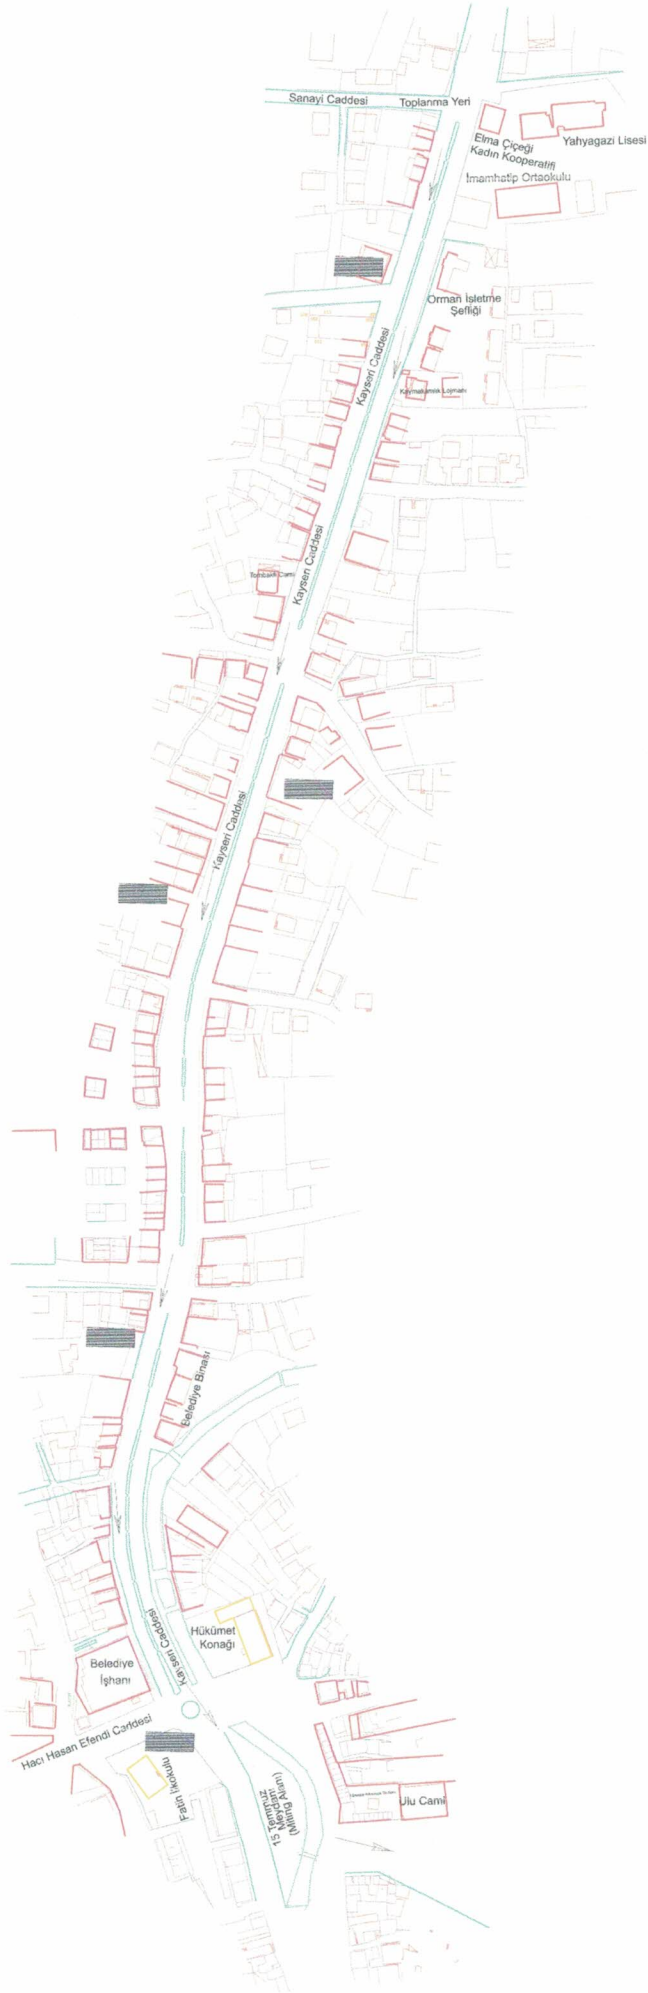 Sanayi Caddesi
Toplanma Yeri
Elma Çiçeği
Kadın Kooperatifi
Yahyagazi Lisesi
İmamhatip Ortaokulu
Orman İşletme
Şefliği
Kayseri Caddesi
Kaymakamlık Lojmanı
Kayseri Caddesi
Kayseri Caddesi
Belediye Binası
Kayseri Caddesi
Hükümet
Konağı
Belediye
İşhanı
Hacı Hasan Efendi Caddesi
Fatih İlkokulu
15 Temmuz
Meydanı
(Miting Alanı)
Ulu Cami